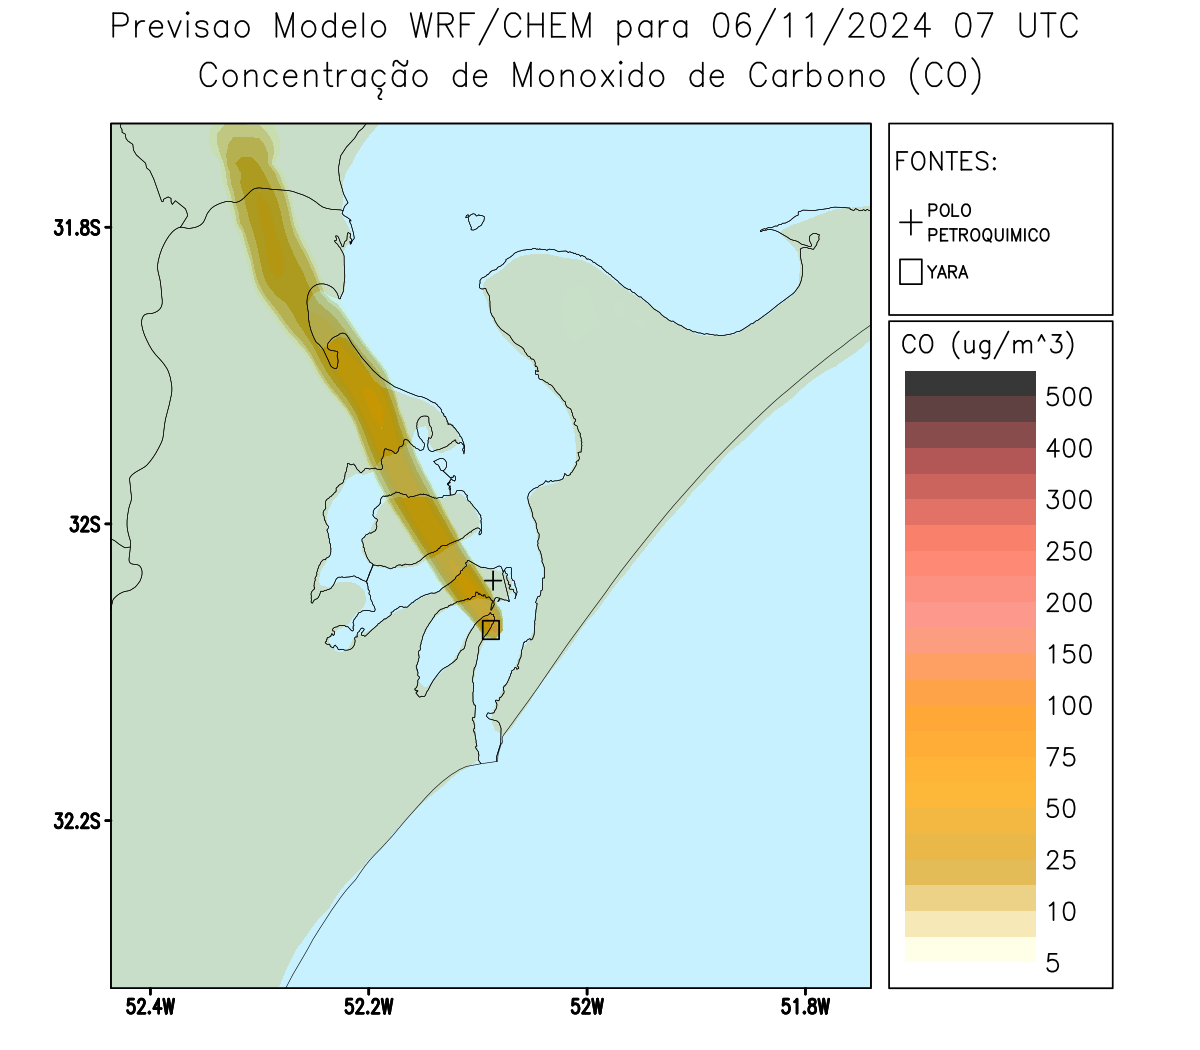 Previsao Modelo WRF/CHEM para 06/11/2024 07 UTC
Concentração de Monoxido de Carbono (CO)
FONTES:
POLO
PETROQUIMICO
YARA
CO (ug/m^3)
500
400
300
250
200
150
100
75
50
25
10
5
31.8S
32S
32.2S
52.4W
52.2W
52W
51.8W